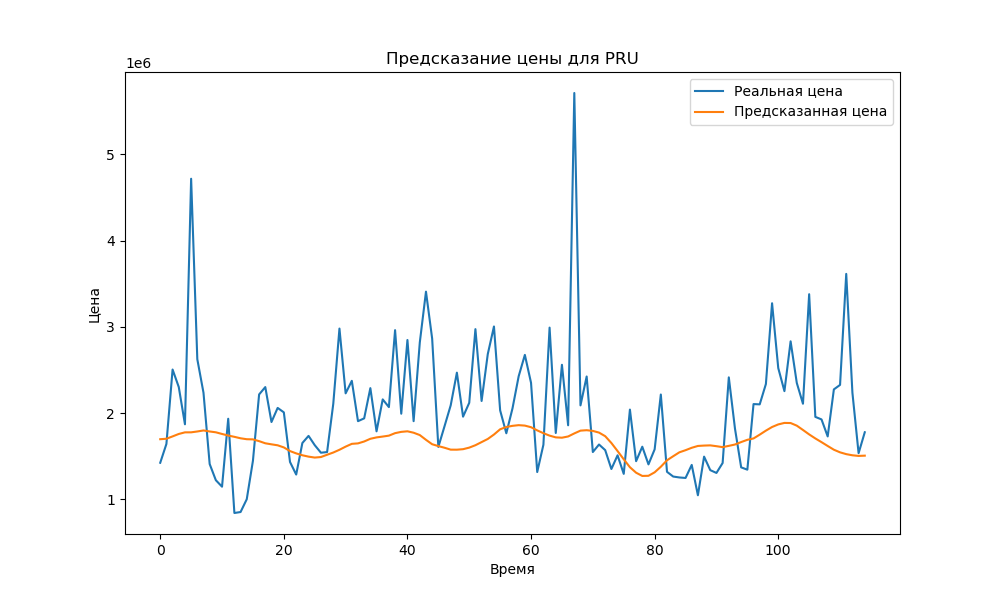 Предсказание цены для PRU
1e6
Реальная цена
Предсказанная цена
5
4
3
2
1
Цена
0 20 40 60 80 100
Время